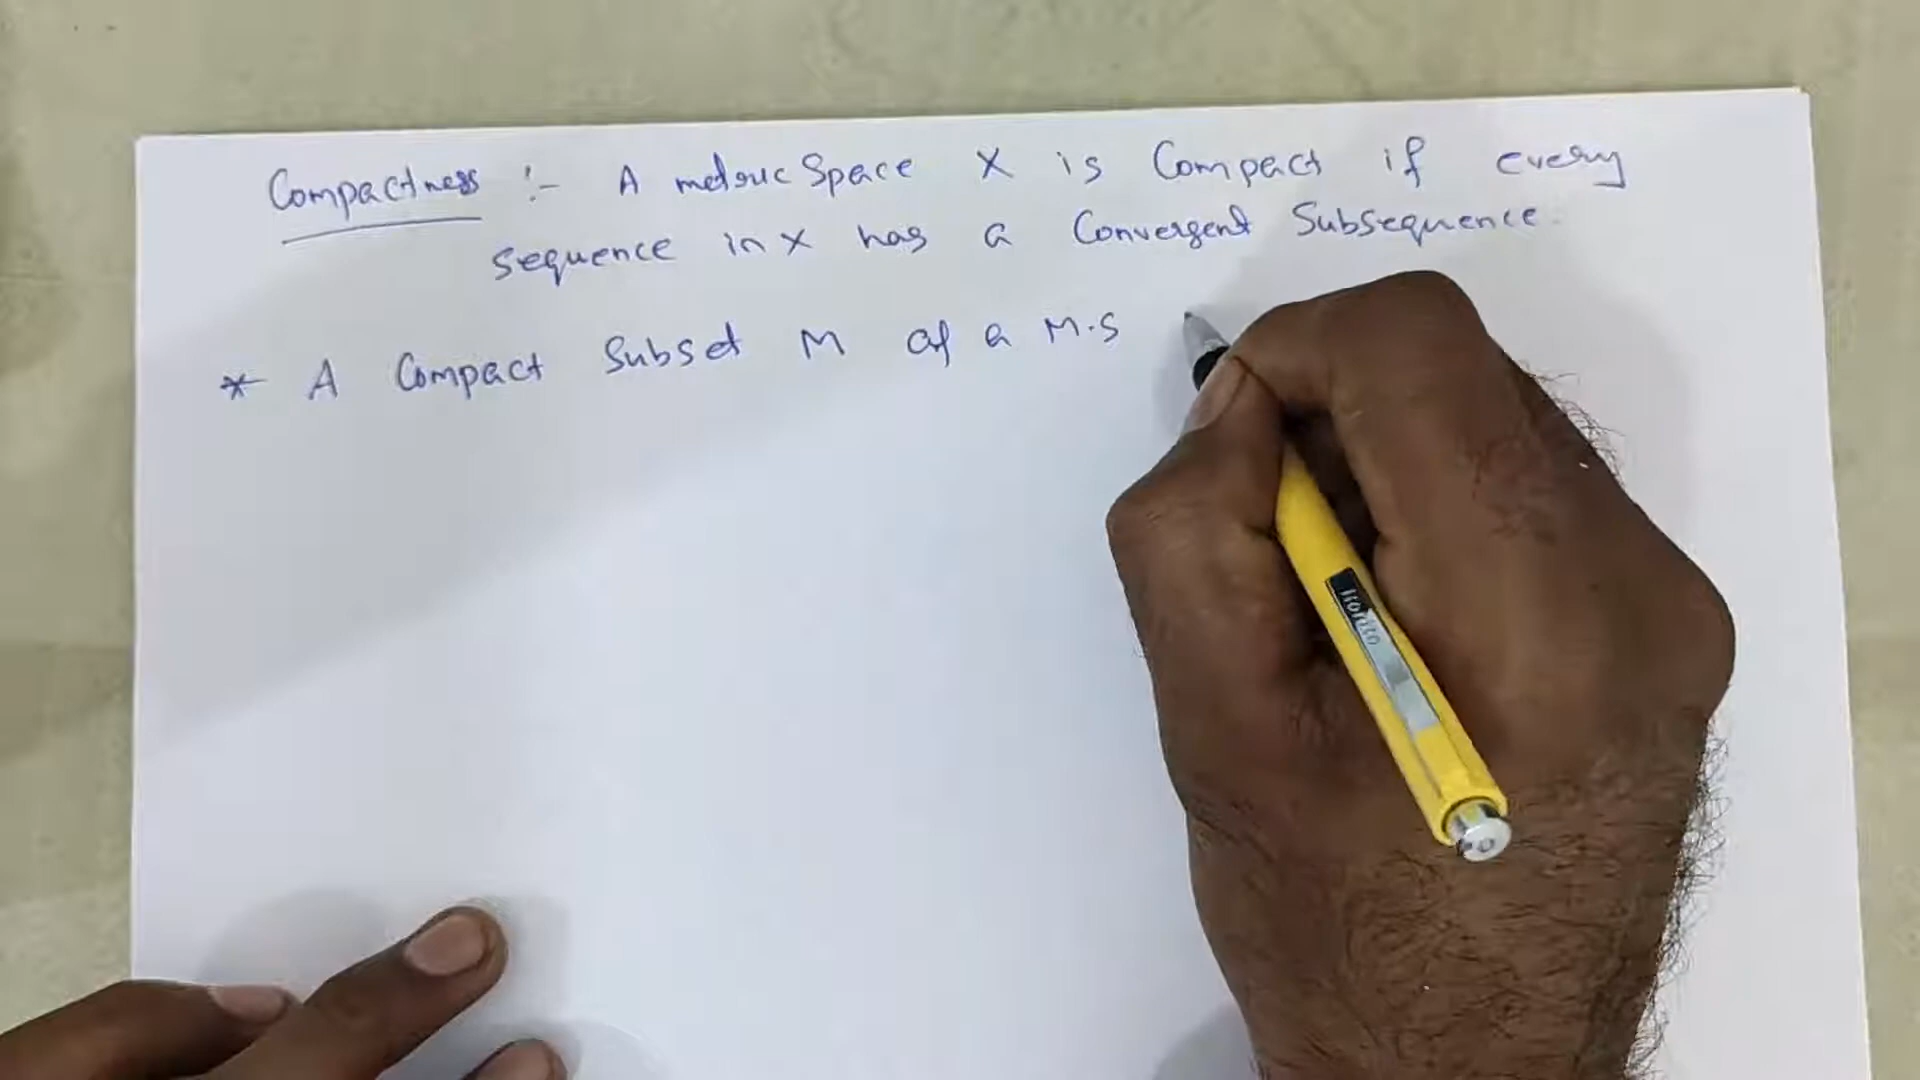 Compactness :- A metric Space X is Compact if every
sequence in X has a Convergent Subsequence.
* A Compact Subset M of a M.S